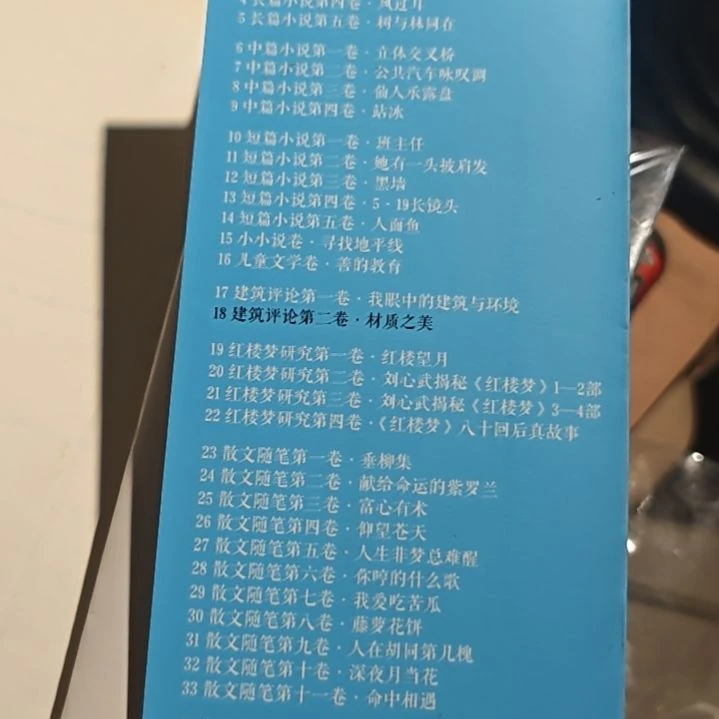 4 长篇小说第四卷·风过耳
5 长篇小说第五卷·树与林同在
6 中篇小说第一卷·立体交叉桥
7 中篇小说第二卷·公共汽车咏叹调
8 中篇小说第三卷·仙人承露盘
9 中篇小说第四卷·站冰
10 短篇小说第一卷·班主任
11 短篇小说第二卷·她有一头披肩发
12 短篇小说第三卷·黑墙
13 短篇小说第四卷·5·19长镜头
14 短篇小说第五卷·人面鱼
15 小小说卷·寻找地平线
16 儿童文学卷·善的教育
17 建筑评论第一卷·我眼中的建筑与环境
18 建筑评论第二卷·材质之美
19 红楼梦研究第一卷·红楼望月
20 红楼梦研究第二卷·刘心武揭秘《红楼梦》1—2部
21 红楼梦研究第三卷·刘心武揭秘《红楼梦》3—4部
22 红楼梦研究第四卷·《红楼梦》八十回后真故事
23 散文随笔第一卷·垂柳集
24 散文随笔第二卷·献给命运的紫罗兰
25 散文随笔第三卷·富心有术
26 散文随笔第四卷·仰望苍天
27 散文随笔第五卷·人生非梦总难醒
28 散文随笔第六卷·你哼的什么歌
29 散文随笔第七卷·我爱吃苦瓜
30 散文随笔第八卷·藤萝花饼
31 散文随笔第九卷·人在胡同第几槐
32 散文随笔第十卷·深夜月当花
33 散文随笔第十一卷·命中相遇